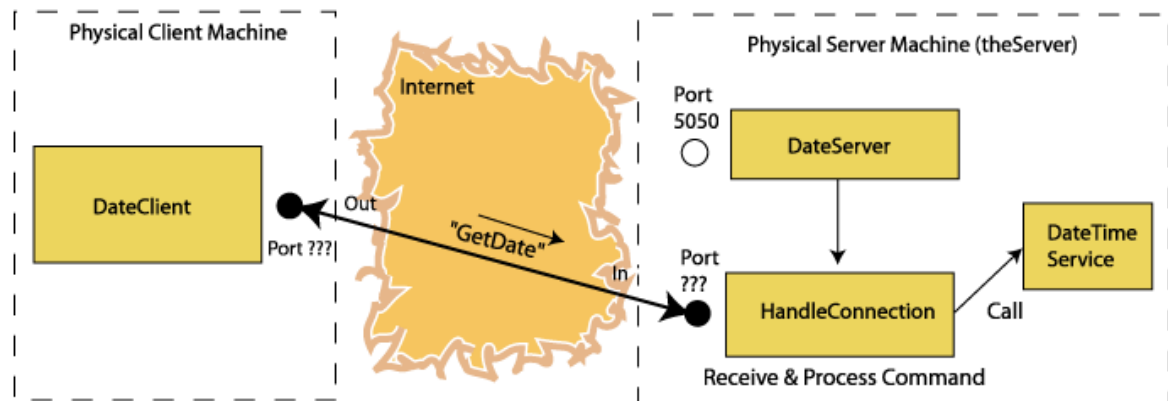 Physical Client Machine
DateClient
Port ???
Internet
Out
"GetDate"
In
Physical Server Machine (theServer)
Port
5050
DateServer
Port
???
HandleConnection
Receive & Process Command
Call
DateTime
Service